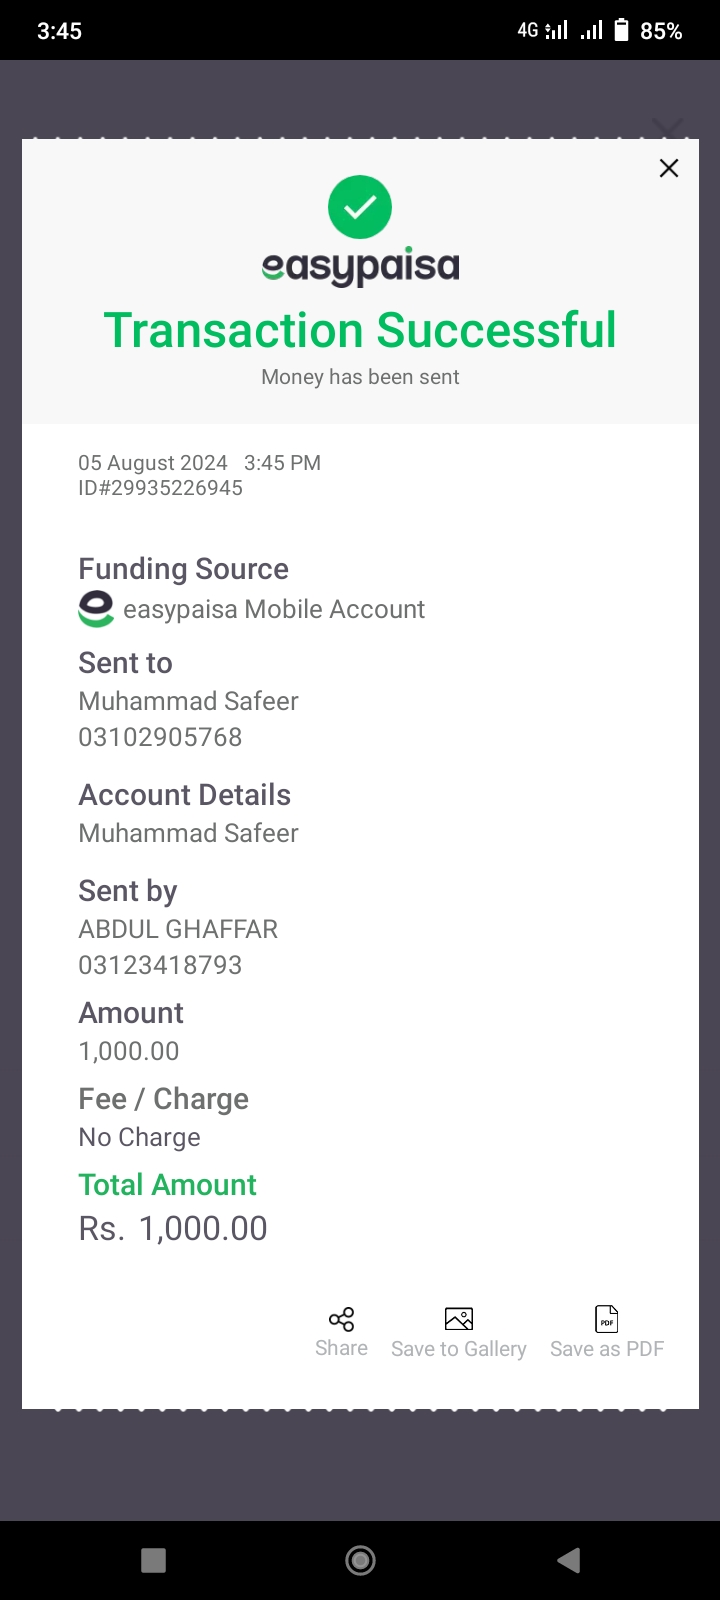 3:45
4G 85%
easypaisa
Transaction Successful
Money has been sent
05 August 2024 3:45 PM
ID#29935226945
Funding Source
easypaisa Mobile Account
Sent to
Muhammad Safeer
03102905768
Account Details
Muhammad Safeer
Sent by
ABDUL GHAFFAR
03123418793
Amount
1,000.00
Fee / Charge
No Charge
Total Amount
Rs. 1,000.00
PDF
Share Save to Gallery Save as PDF